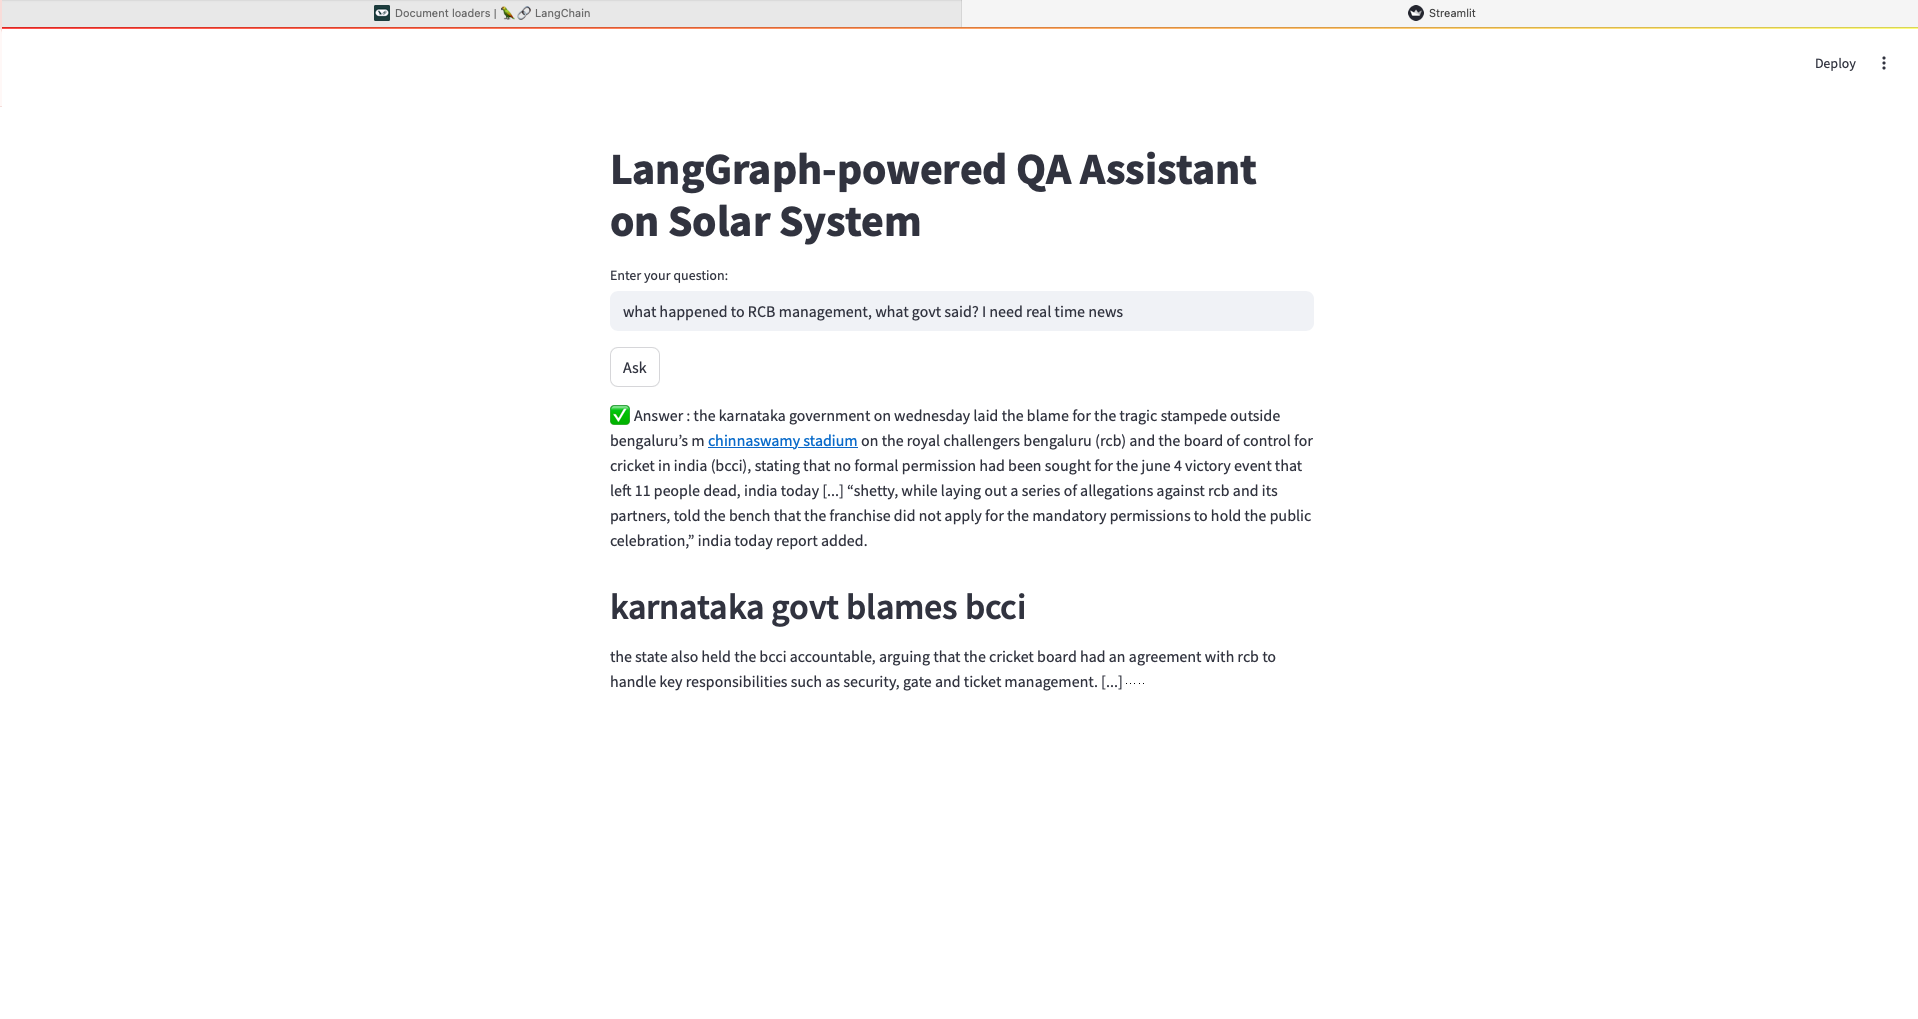 Document loaders | 🦜🔗 LangChain
Streamlit
Deploy
LangGraph-powered QA Assistant
on Solar System
Enter your question:
what happened to RCB management, what govt said? I need real time news
Ask
✅ Answer : the karnataka government on wednesday laid the blame for the tragic stampede outside
bengaluru’s m chinnaswamy stadium on the royal challengers bengaluru (rcb) and the board of control for
cricket in india (bcci), stating that no formal permission had been sought for the june 4 victory event that
left 11 people dead, india today [...] “shetty, while laying out a series of allegations against rcb and its
partners, told the bench that the franchise did not apply for the mandatory permissions to hold the public
celebration,” india today report added.
karnataka govt blames bcci
the state also held the bcci accountable, arguing that the cricket board had an agreement with rcb to
handle key responsibilities such as security, gate and ticket management. [...] .....